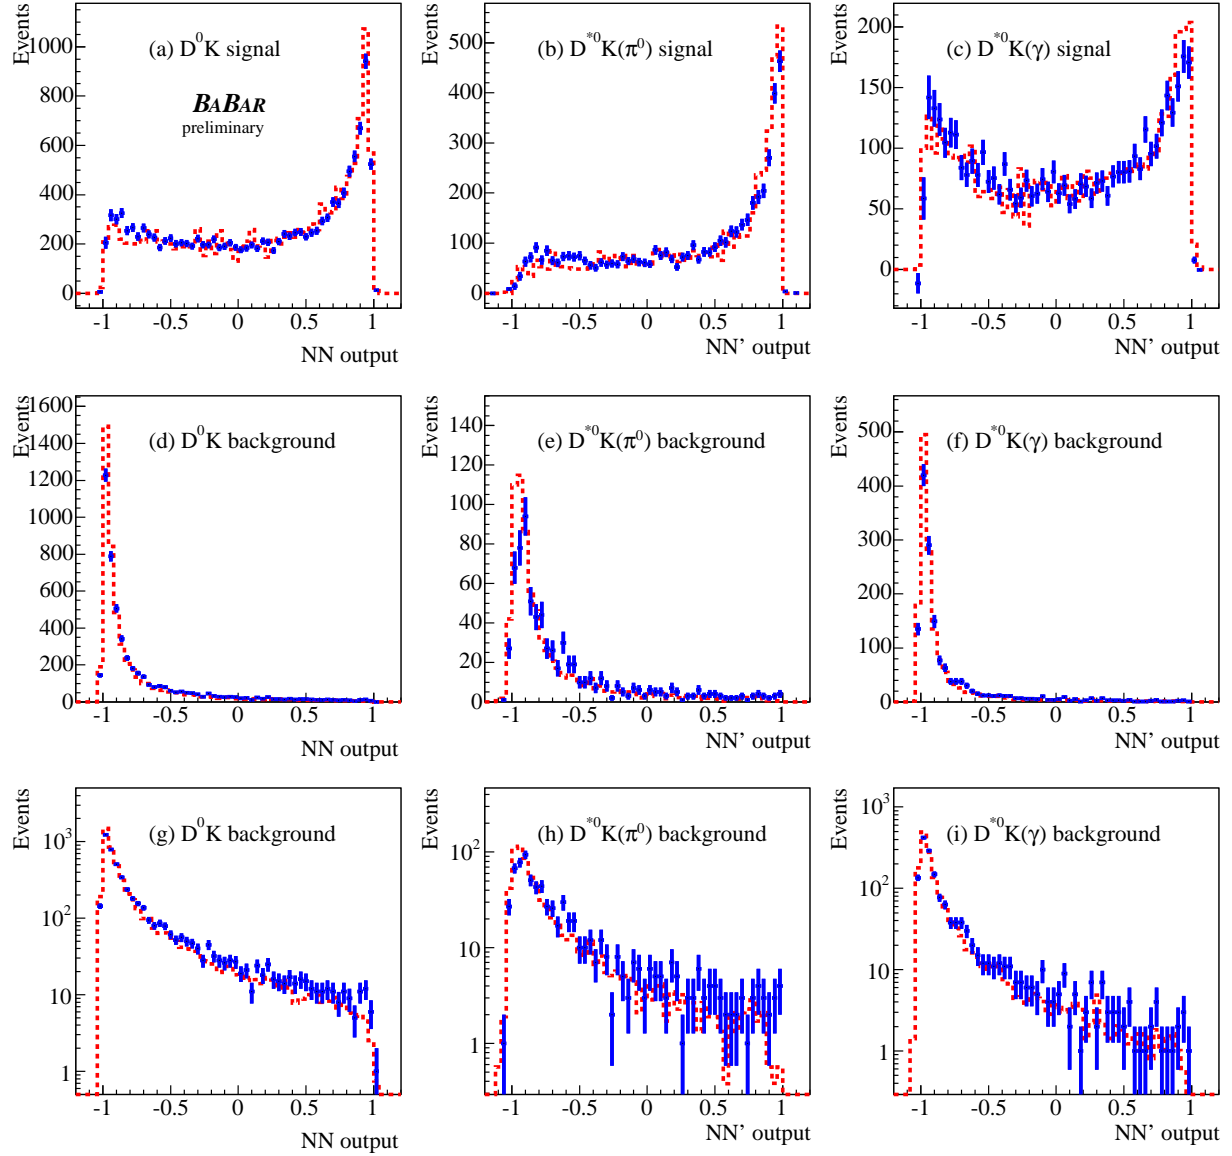 Events
1000
800
600
400
200
0
(a) D⁰K signal
BABAR
preliminary
-1 -0.5 0 0.5 1
NN output
Events
500
400
300
200
100
0
(b) D*⁰K(π⁰) signal
-1 -0.5 0 0.5 1
NN’ output
Events
200
150
100
50
0
(c) D*⁰K(γ) signal
-1 -0.5 0 0.5 1
NN’ output
Events
1600
1400
1200
1000
800
600
400
200
0
(d) D⁰K background
-1 -0.5 0 0.5 1
NN output
Events
140
120
100
80
60
40
20
0
(e) D*⁰K(π⁰) background
-1 -0.5 0 0.5 1
NN’ output
Events
500
400
300
200
100
0
(f) D*⁰K(γ) background
-1 -0.5 0 0.5 1
NN’ output
Events
10³
10²
10
1
(g) D⁰K background
-1 -0.5 0 0.5 1
NN output
Events
10²
10
1
(h) D*⁰K(π⁰) background
-1 -0.5 0 0.5 1
NN’ output
Events
10³
10²
10
1
(i) D*⁰K(γ) background
-1 -0.5 0 0.5 1
NN’ output